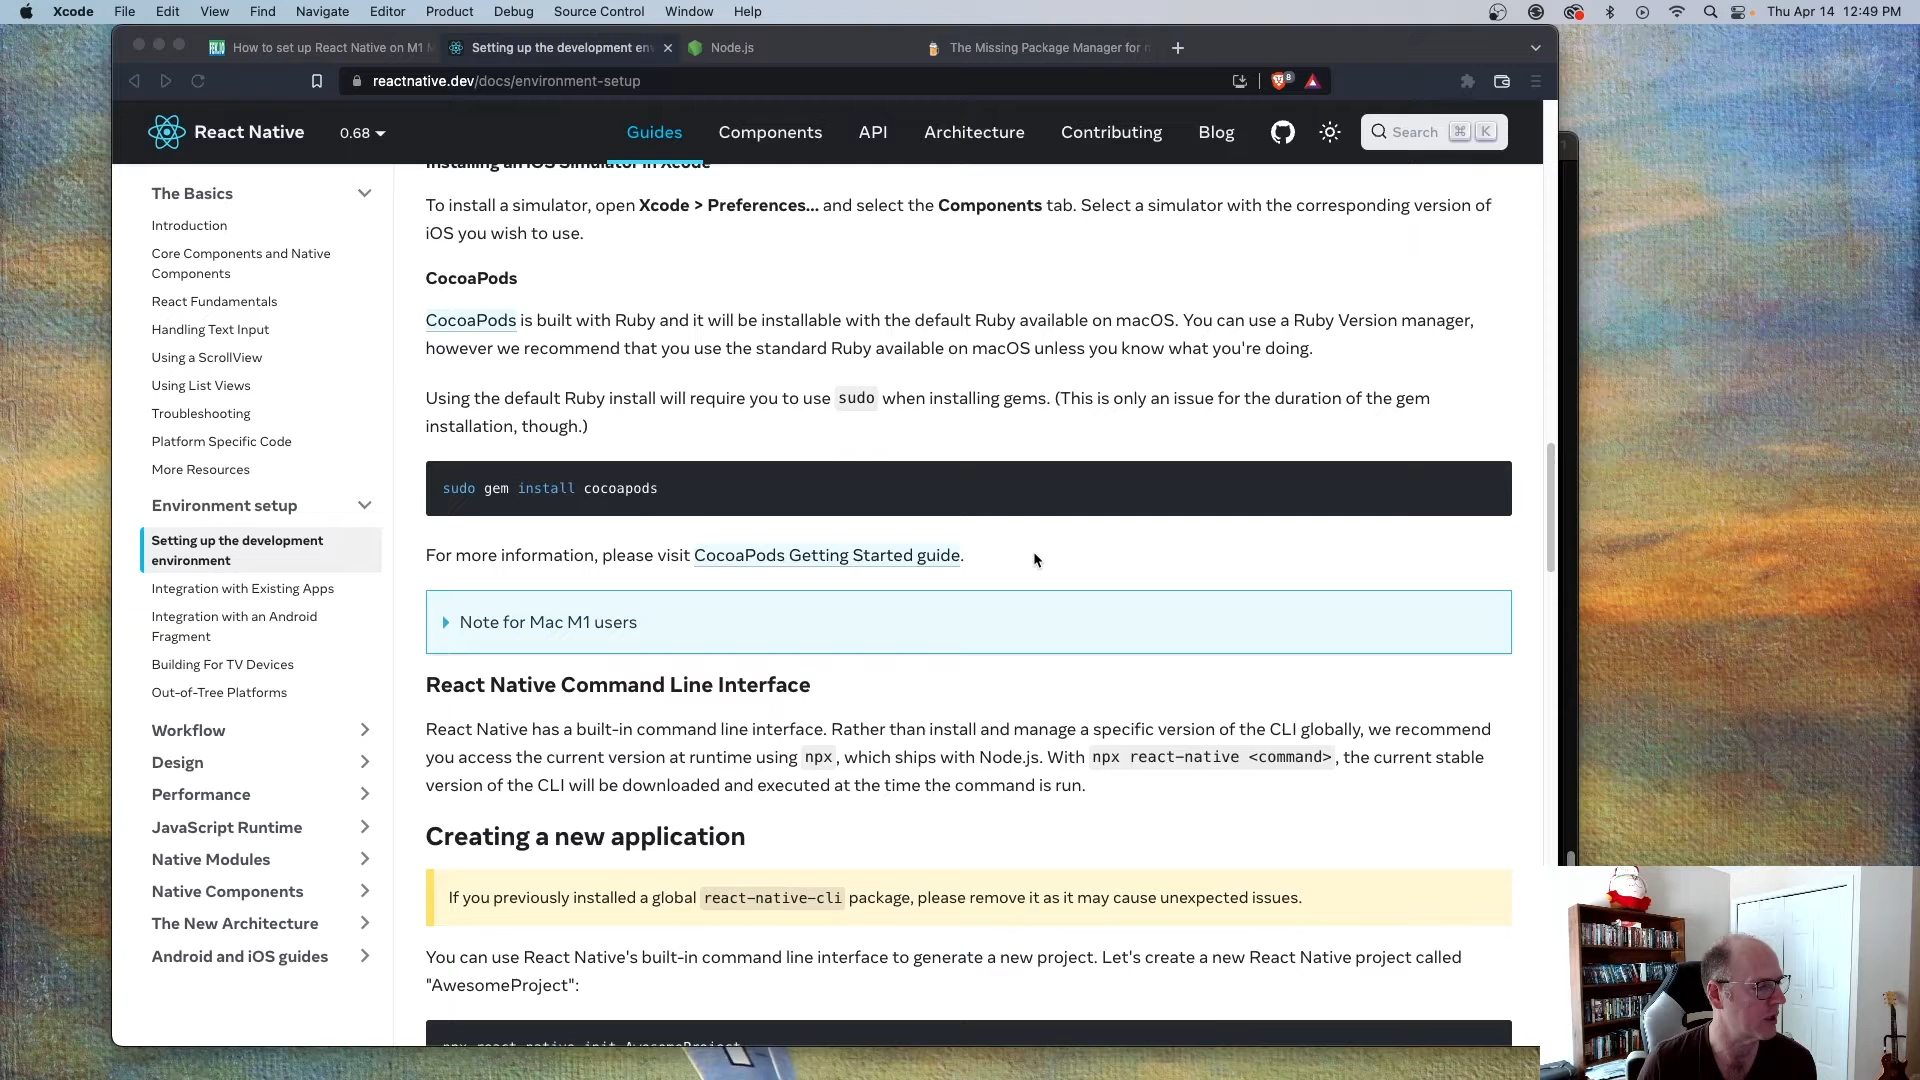 Xcode File Edit View Find Navigate Editor Product Debug Source Control Window Help Thu Apr 14 12:49 PM
How to set up React Native on M1 Setting up the development en Node.js The Missing Package Manager for
reactnative.dev/docs/environment-setup 8
React Native 0.68 Guides Components API Architecture Contributing Blog Search ⌘ K
The Basics
Introduction
Core Components and Native
Components
React Fundamentals
Handling Text Input
Using a ScrollView
Using List Views
Troubleshooting
Platform Specific Code
More Resources
Environment setup
Setting up the development
environment
Integration with Existing Apps
Integration with an Android
Fragment
Building For TV Devices
Out-of-Tree Platforms
Workflow
Design
Performance
JavaScript Runtime
Native Modules
Native Components
The New Architecture
Android and iOS guides
Installing an iOS Simulator in Xcode
To install a simulator, open Xcode > Preferences... and select the Components tab. Select a simulator with the corresponding version of
iOS you wish to use.
CocoaPods
CocoaPods is built with Ruby and it will be installable with the default Ruby available on macOS. You can use a Ruby Version manager,
however we recommend that you use the standard Ruby available on macOS unless you know what you're doing.
Using the default Ruby install will require you to use sudo when installing gems. (This is only an issue for the duration of the gem
installation, though.)
sudo gem install cocoapods
For more information, please visit CocoaPods Getting Started guide.
Note for Mac M1 users
React Native Command Line Interface
React Native has a built-in command line interface. Rather than install and manage a specific version of the CLI globally, we recommend
you access the current version at runtime using npx, which ships with Node.js. With npx react-native <command>, the current stable
version of the CLI will be downloaded and executed at the time the command is run.
Creating a new application
If you previously installed a global react-native-cli package, please remove it as it may cause unexpected issues.
You can use React Native's built-in command line interface to generate a new project. Let's create a new React Native project called
"AwesomeProject":
npx react-native init AwesomeProject